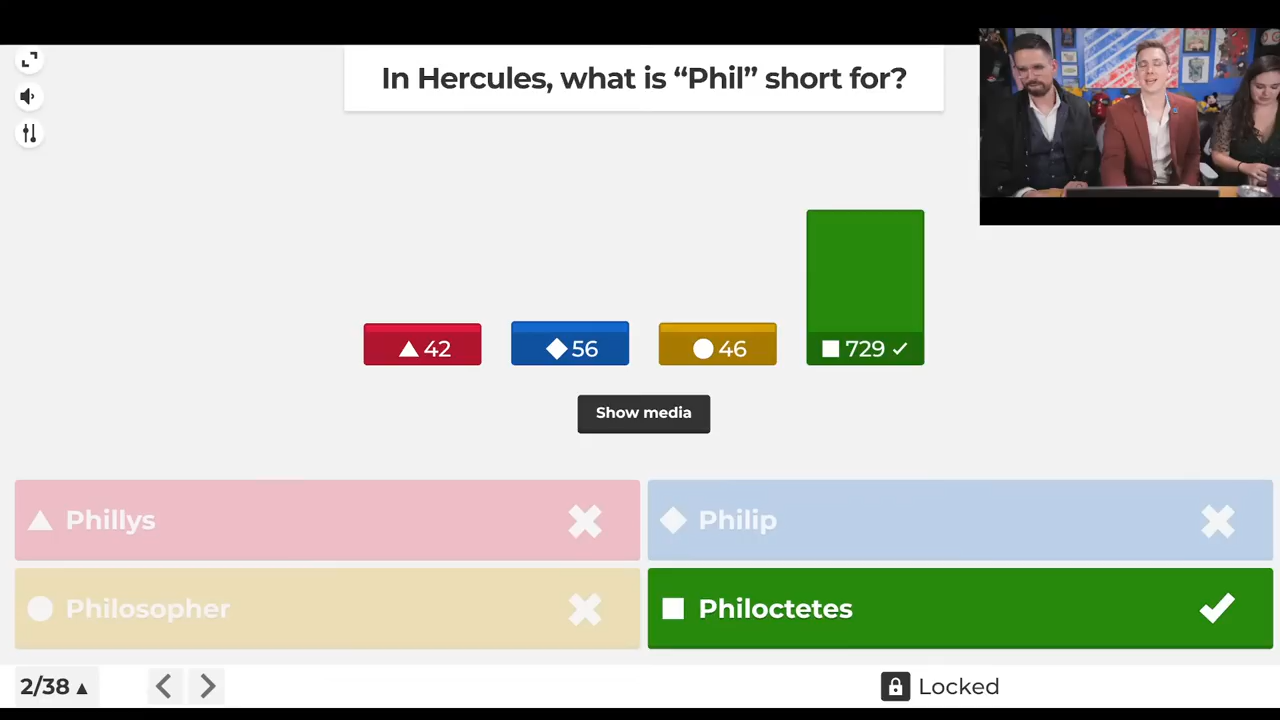 In Hercules, what is “Phil” short for?
42
56
46
729
Show media
Phillys
Philip
Philosopher
Philoctetes
2/38
Locked